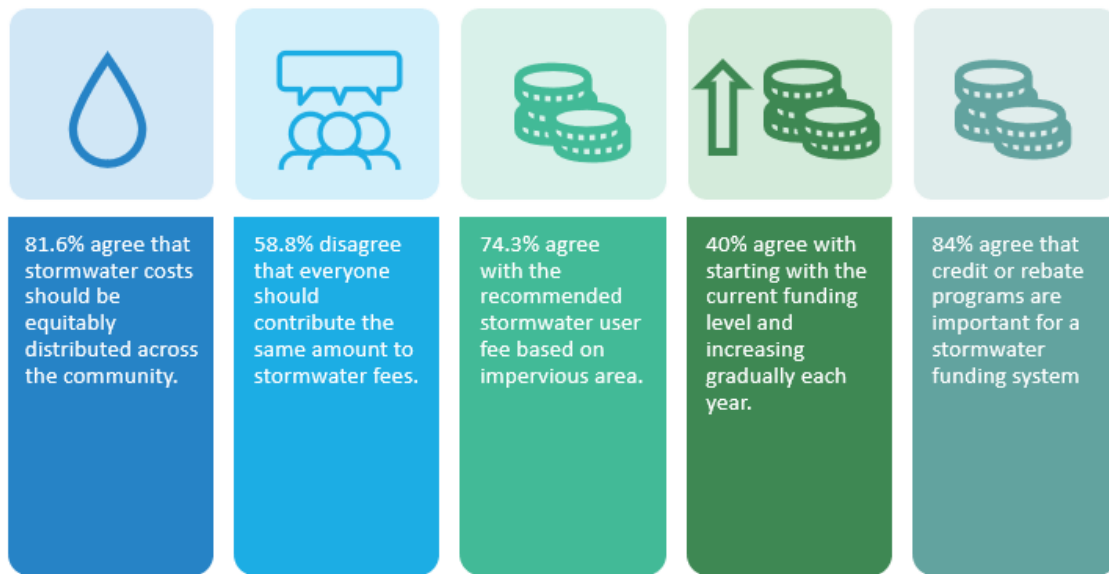 81.6% agree that
stormwater costs
should be
equitably
distributed across
the community.
58.8% disagree
that everyone
should
contribute the
same amount to
stormwater fees.
74.3% agree
with the
recommended
stormwater user
fee based on
impervious area.
40% agree with
starting with the
current funding
level and
increasing
gradually each
year.
84% agree that
credit or rebate
programs are
important for a
stormwater
funding system